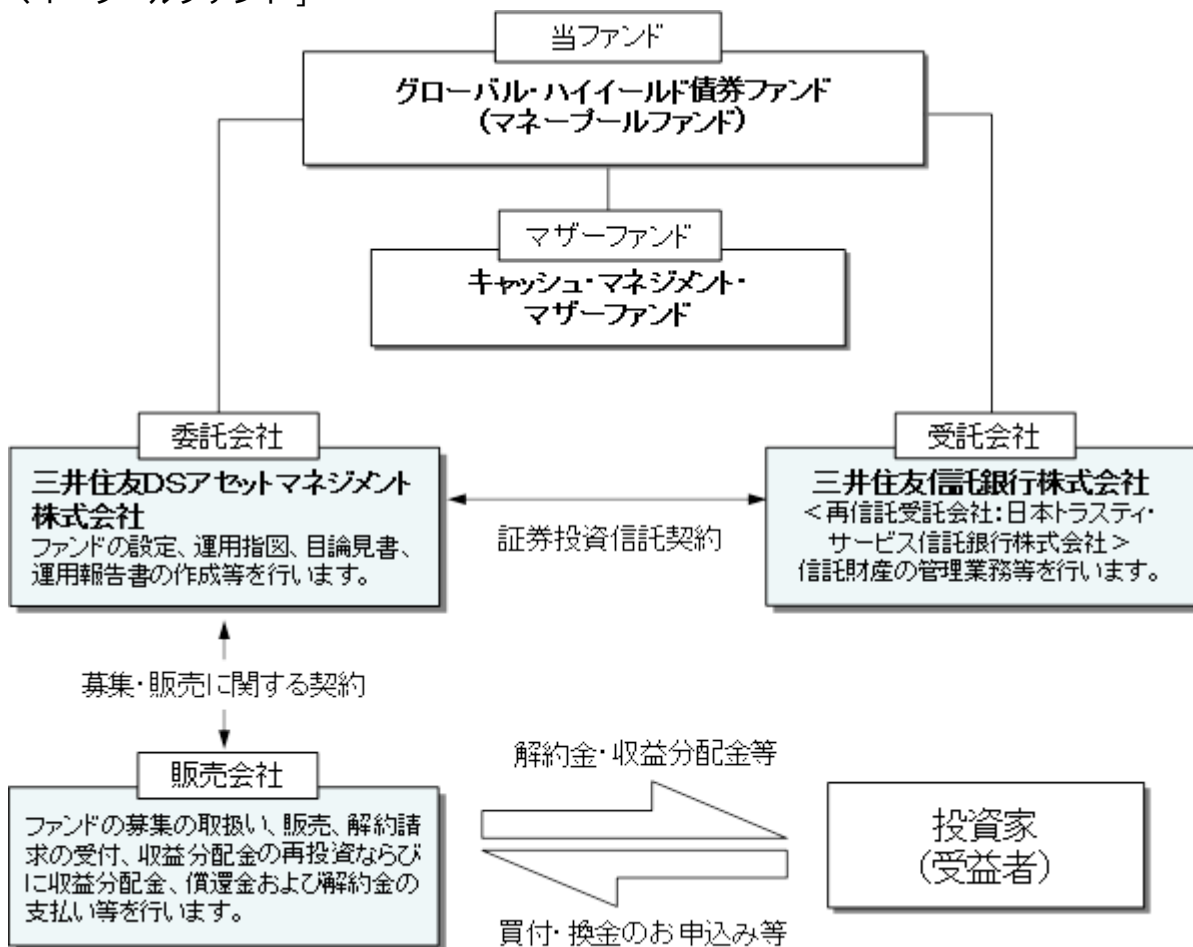 当ファンド
グローバル・ハイイールド債券ファンド
(マネープールファンド)
マザーファンド
キャッシュ・マネジメント・
マザーファンド
委託会社
三井住友DSアセットマネジメント
株式会社
ファンドの設定、運用指図、目論見書、
運用報告書の作成等を行います。
証券投資信託契約
受託会社
三井住友信託銀行株式会社
<再信託受託会社:日本トラスティ・
サービス信託銀行株式会社>
信託財産の管理業務等を行います。
募集・販売に関する契約
販売会社
ファンドの募集の取扱い、販売、解約請
求の受付、収益分配金の再投資ならび
に収益分配金、償還金および解約金の
支払い等を行います。
解約金・収益分配金等
買付・換金のお申込み等
投資家
(受益者)